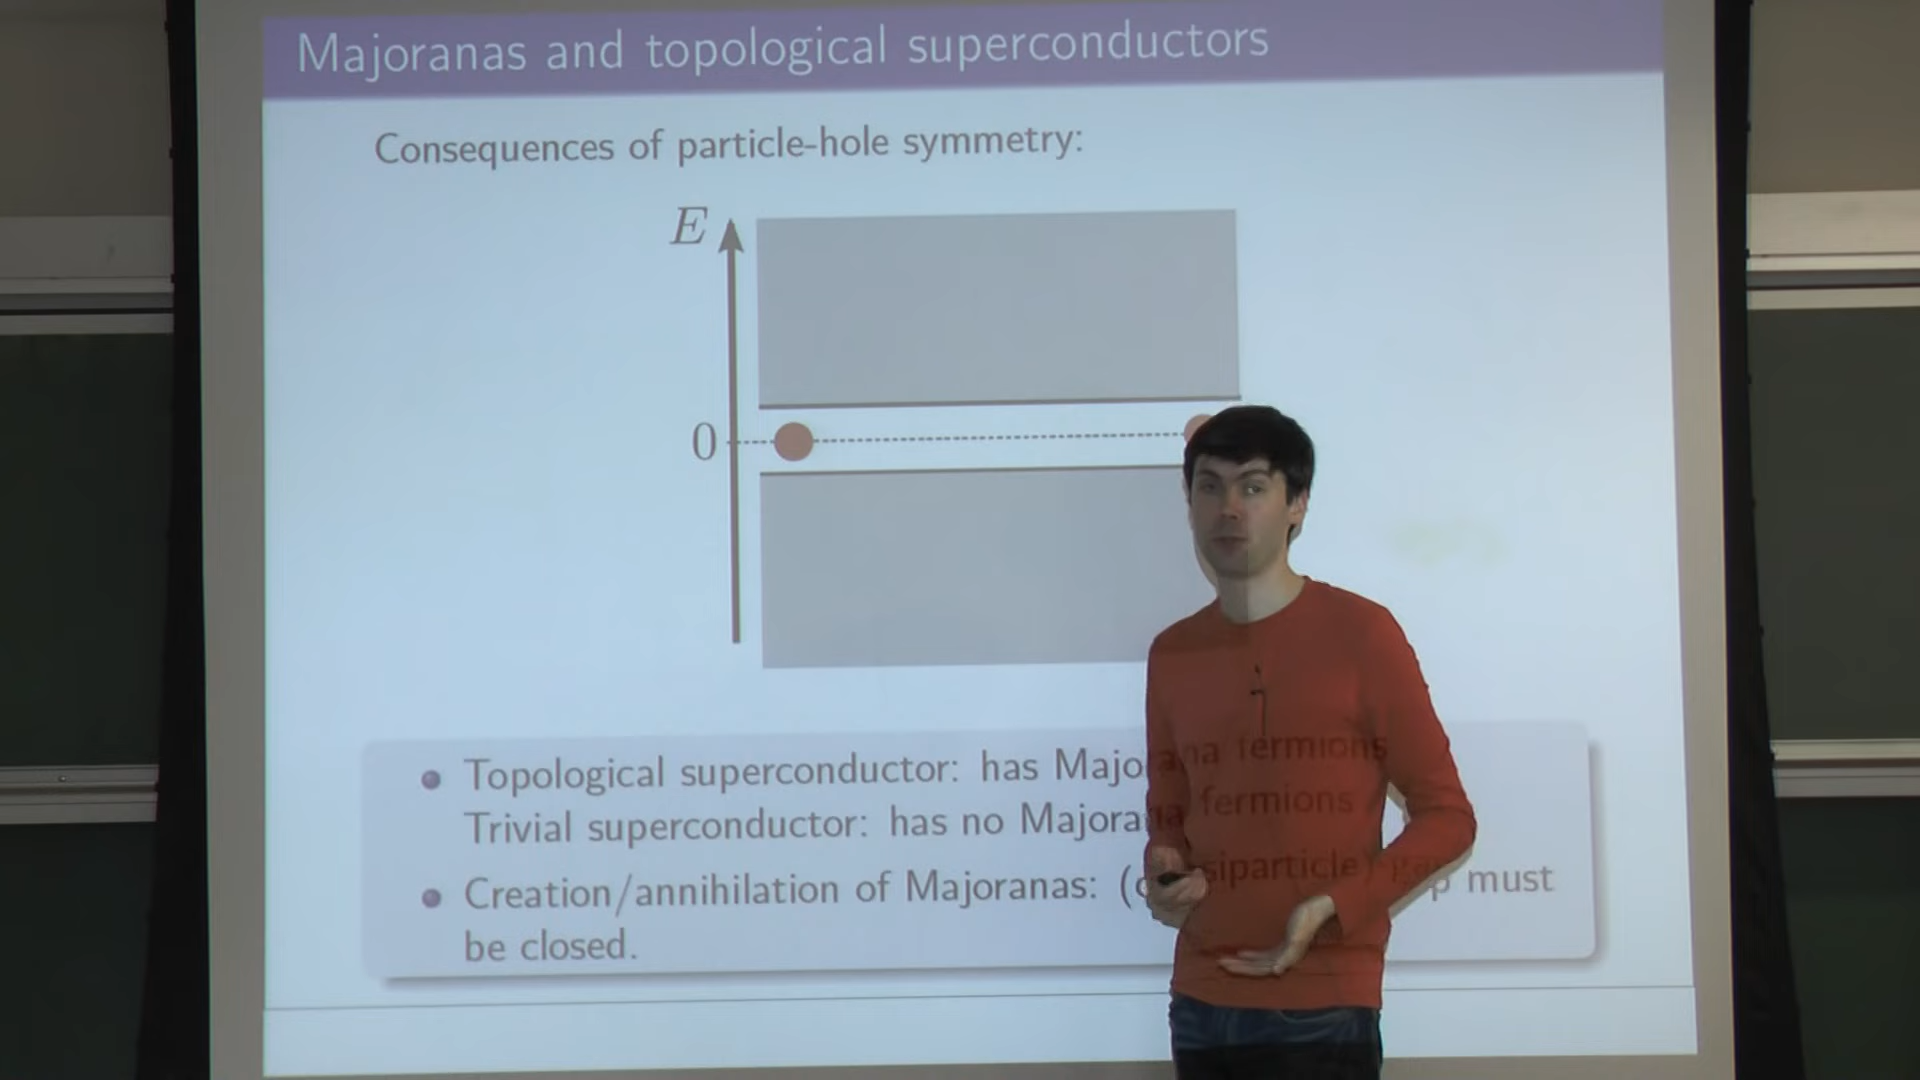 Majoranas and topological superconductors
Consequences of particle-hole symmetry:
E
0
Topological superconductor: has Majorana fermions
Trivial superconductor: has no Majorana fermions
Creation/annihilation of Majoranas: (quasiparticle) gap must
be closed.